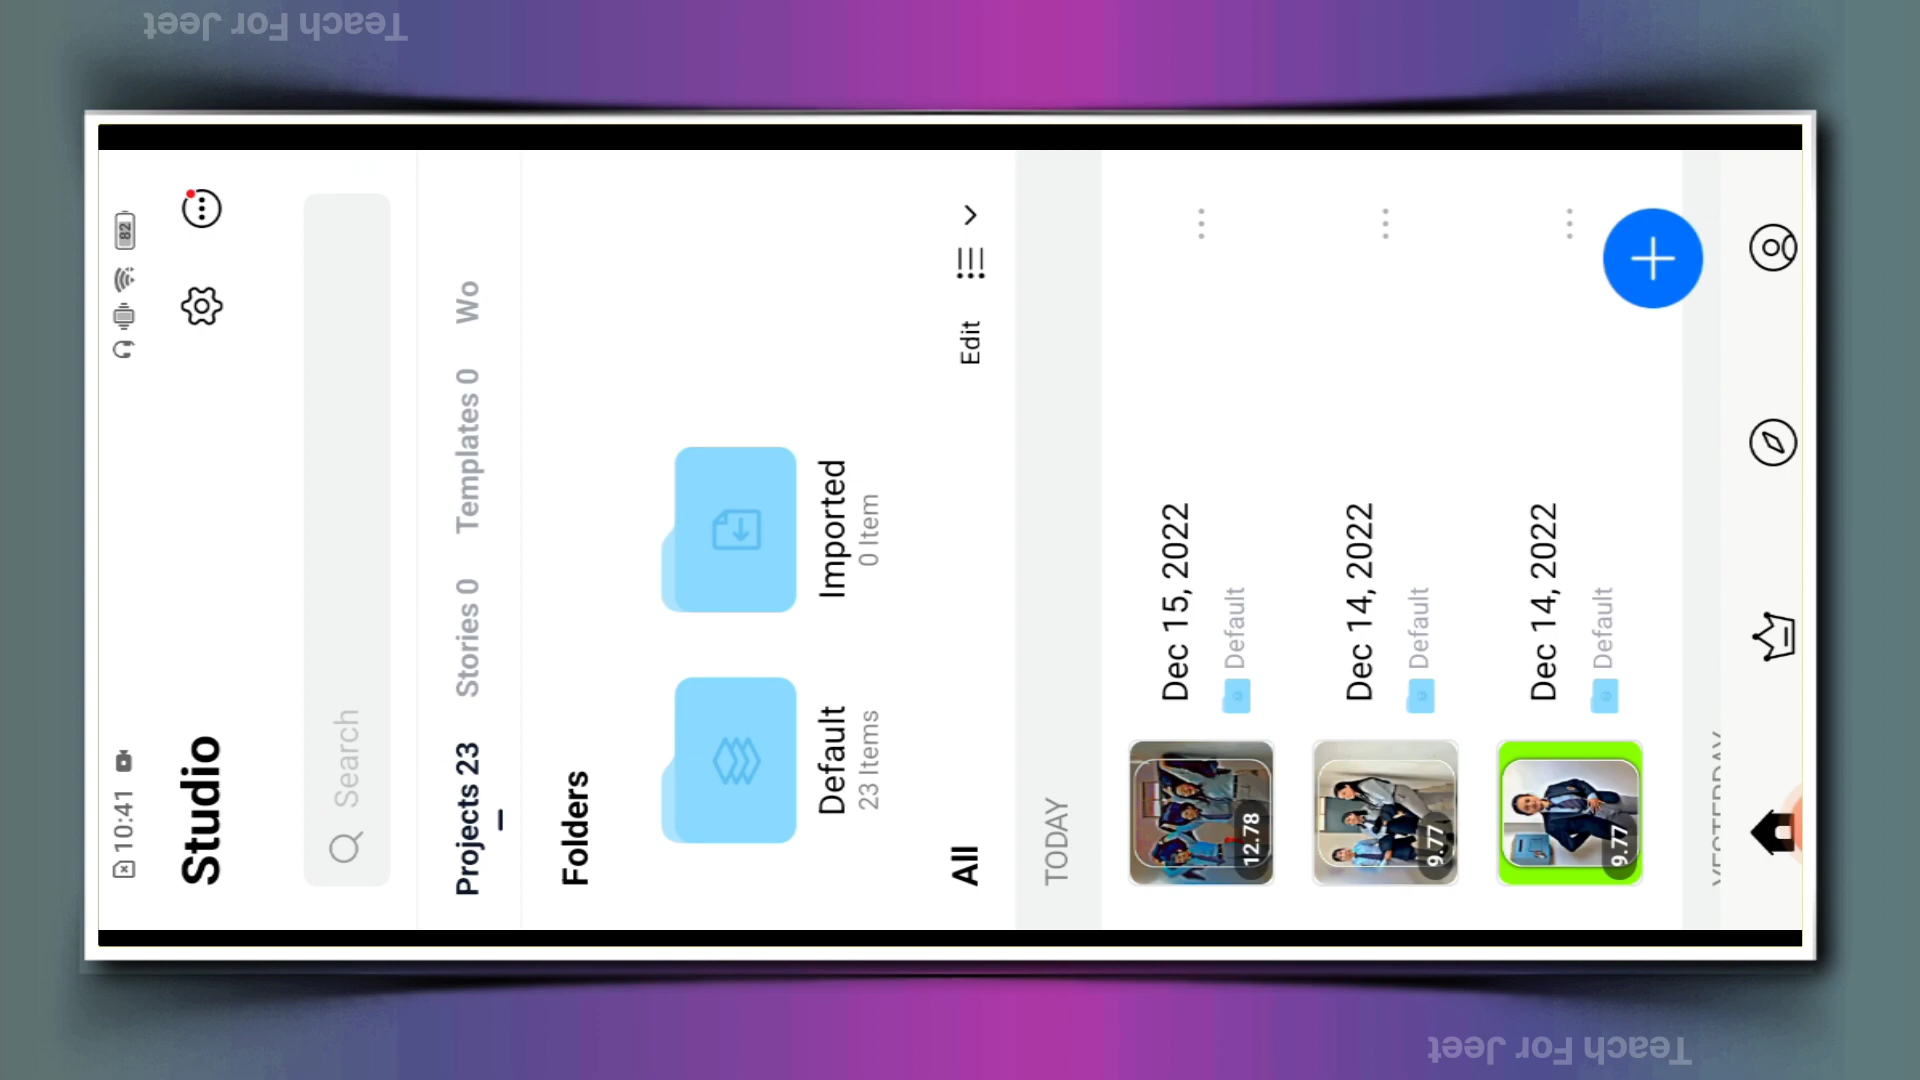 Teach For Jeet
10:41
82
Studio
Search
Projects 23 Stories 0 Templates 0 Wo
Folders
Default
23 Items
Imported
0 Item
All
Edit
TODAY
12.78
Dec 15, 2022
Default
9.77
Dec 14, 2022
Default
9.77
Dec 14, 2022
Default
YESTERDAY
Teach For Jeet